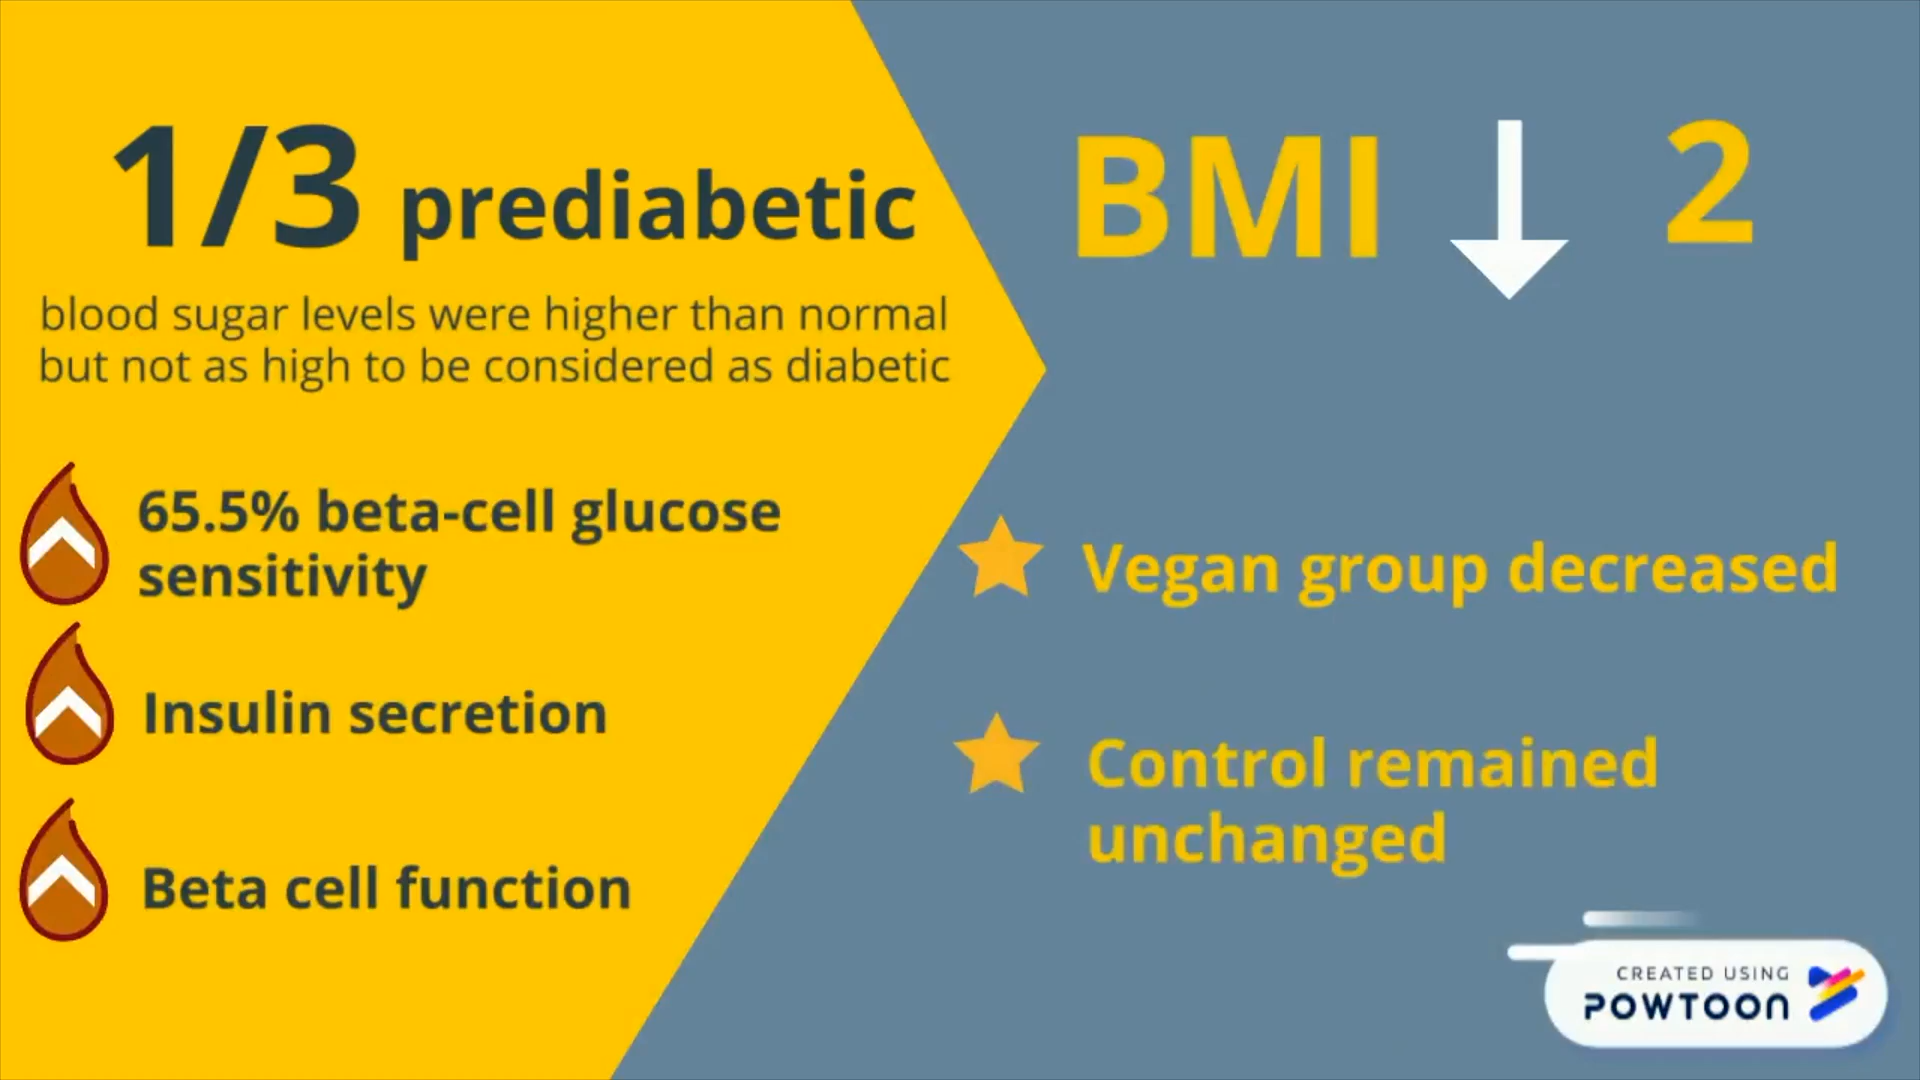 1/3 prediabetic
blood sugar levels were higher than normal
but not as high to be considered as diabetic
65.5% beta-cell glucose
sensitivity
Insulin secretion
Beta cell function
BMI 2
Vegan group decreased
Control remained
unchanged
CREATED USING
POWTOON